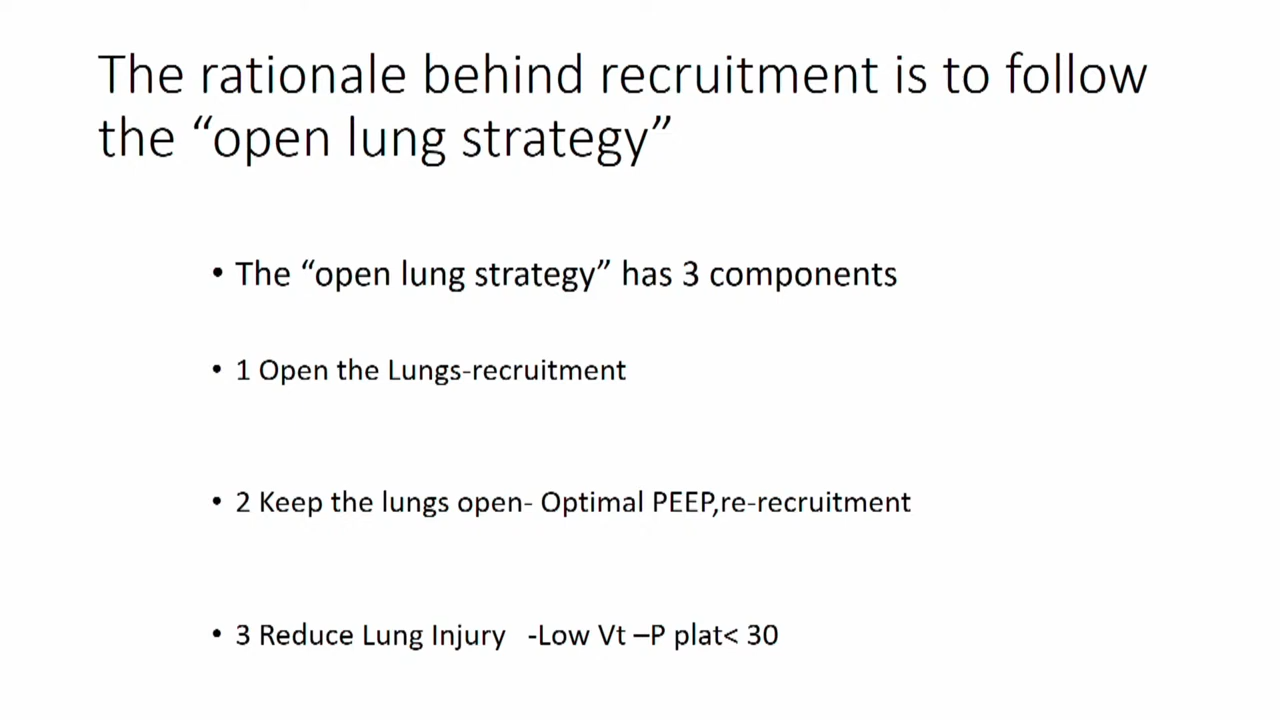 The rationale behind recruitment is to follow
the “open lung strategy”
• The “open lung strategy” has 3 components
• 1 Open the Lungs-recruitment
• 2 Keep the lungs open- Optimal PEEP,re-recruitment
• 3 Reduce Lung Injury -Low Vt –P plat< 30